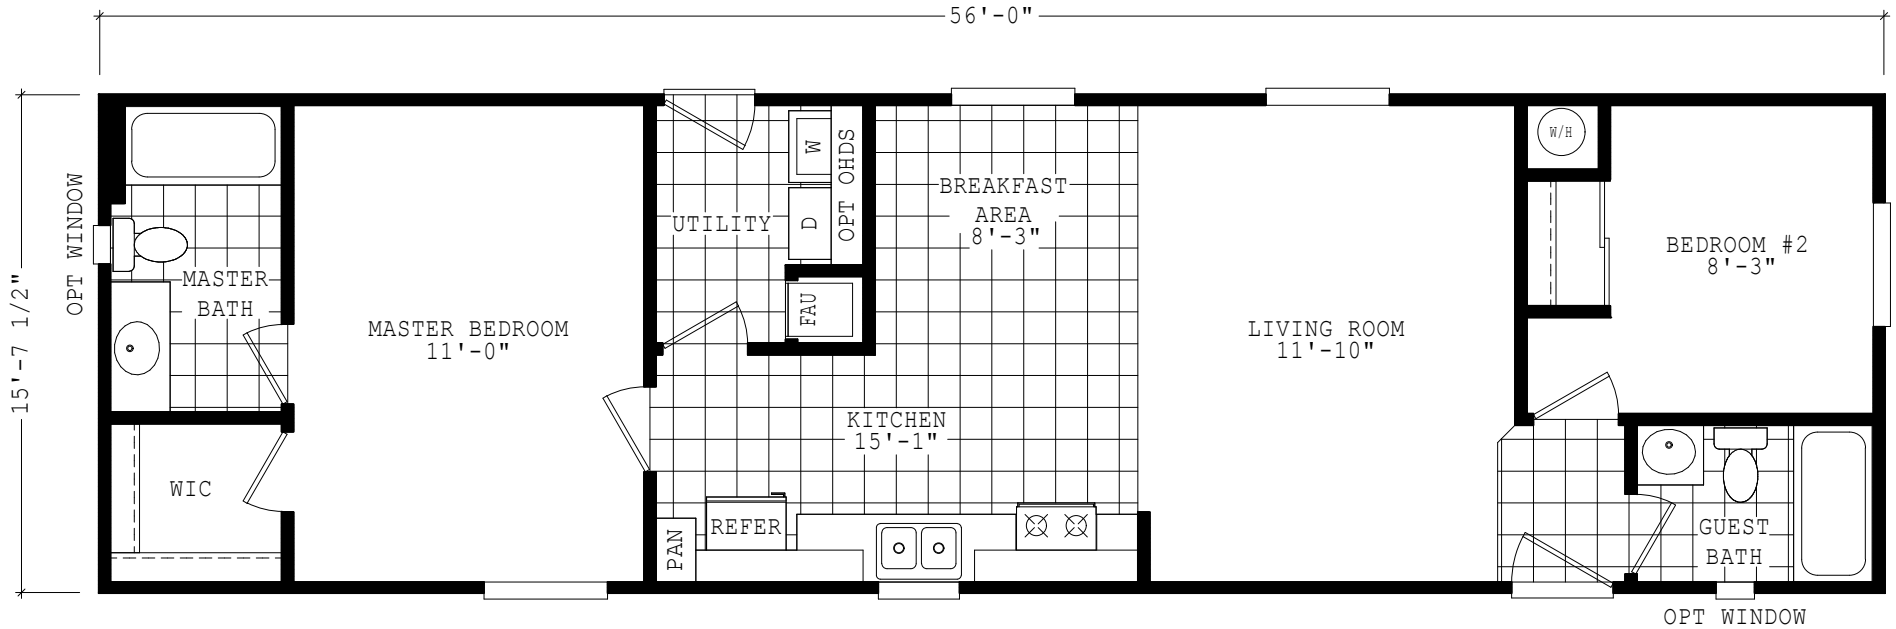 56'-0"
15'-7 1/2"
OPT WINDOW
MASTER
BATH
WIC
MASTER BEDROOM
11'-0"
UTILITY
W
D
OPT OHDS
FAU
BREAKFAST
AREA
8'-3"
KITCHEN
15'-1"
PAN
REFER
LIVING ROOM
11'-10"
W/H
BEDROOM #2
8'-3"
GUEST
BATH
OPT WINDOW